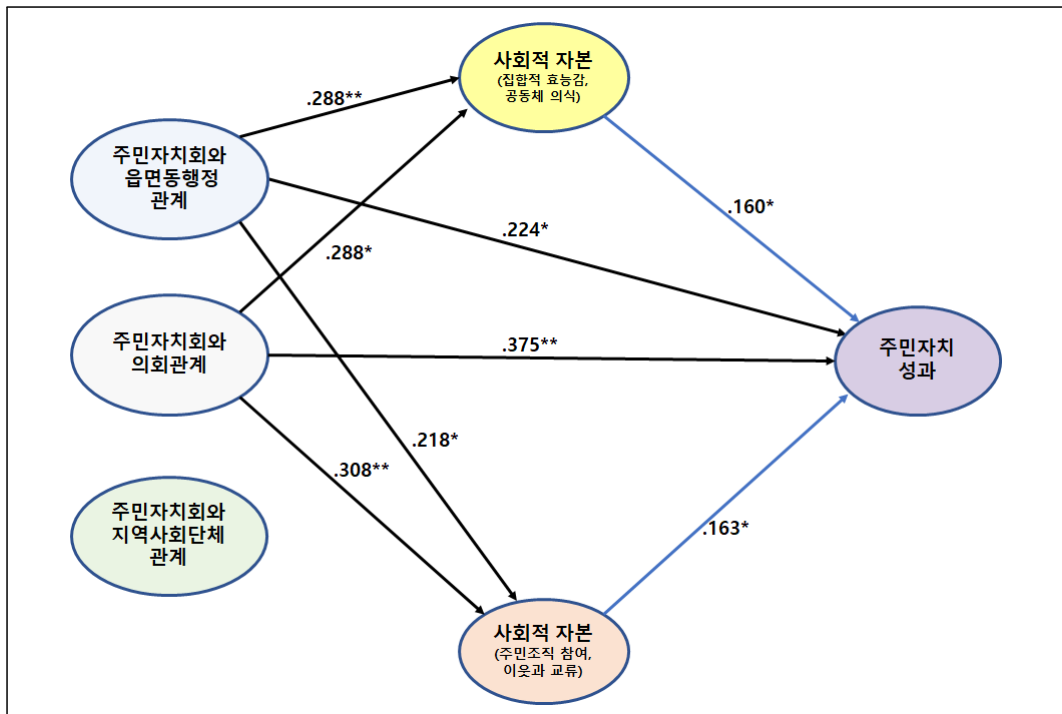 사회적 자본
(집합적 효능감,
공동체 의식)
.288**
주민자치회와
읍면동행정
관계
.160*
.224*
.288*
주민자치회와
의회관계
.375**
주민자치
성과
.218*
.308**
주민자치회와
지역사회단체
관계
.163*
사회적 자본
(주민조직 참여,
이웃과 교류)